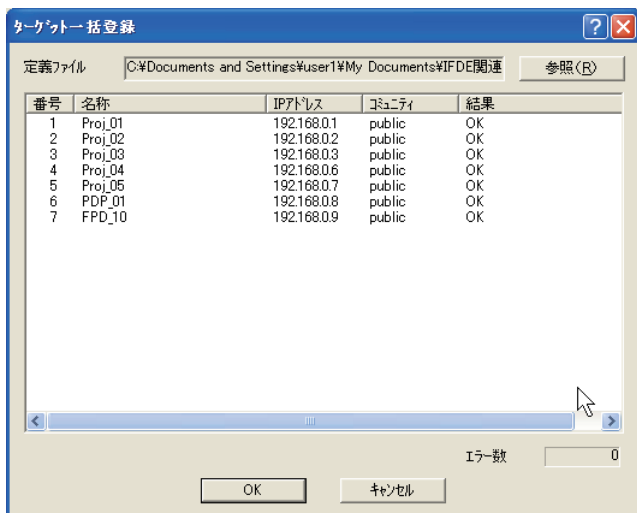 ﾀｰｹﾞｯﾄ一括登録
定義ﾌｧｲﾙ C:¥Documents and Settings¥user1¥My Documents¥IFDE関連 参照(R)
番号 名称 IPｱﾄﾞﾚｽ ｺﾐｭﾆﾃｨ 結果
1 Proj_01 192.168.0.1 public OK
2 Proj_02 192.168.0.2 public OK
3 Proj_03 192.168.0.3 public OK
4 Proj_04 192.168.0.6 public OK
5 Proj_05 192.168.0.7 public OK
6 PDP_01 192.168.0.8 public OK
7 FPD_10 192.168.0.9 public OK
ｴﾗｰ数 0
OK ｷｬﾝｾﾙ